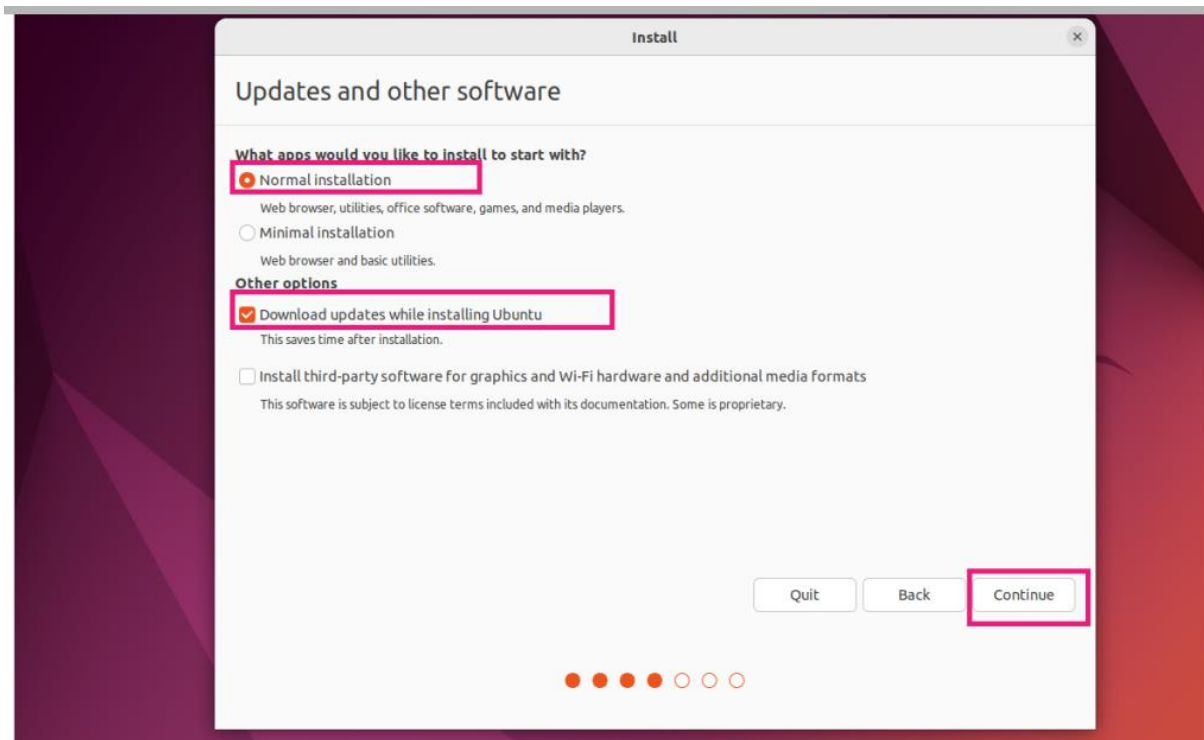 Install
Updates and other software
What apps would you like to install to start with?
Normal installation
Web browser, utilities, office software, games, and media players.
Minimal installation
Web browser and basic utilities.
Other options
Download updates while installing Ubuntu
This saves time after installation.
Install third-party software for graphics and Wi-Fi hardware and additional media formats
This software is subject to license terms included with its documentation. Some is proprietary.
Quit Back Continue